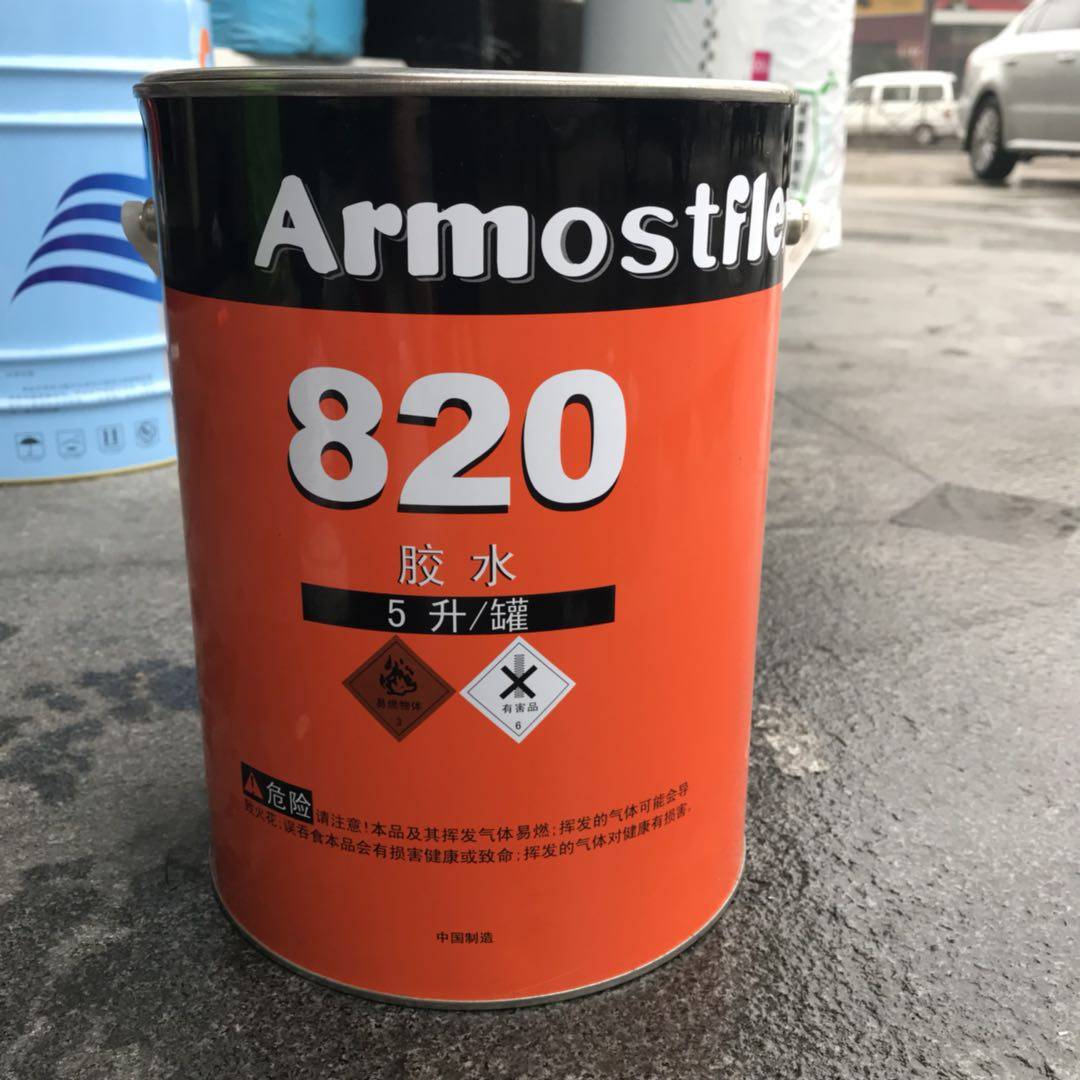 Armostfle
820
胶水
5 升/罐
易燃物体
3
有害品
6
危险 请注意!本品及其挥发气体易燃;挥发的气体可能会导
致火花;误吞食本品会有损害健康或致命;挥发的气体对健康有损害。
中国制造